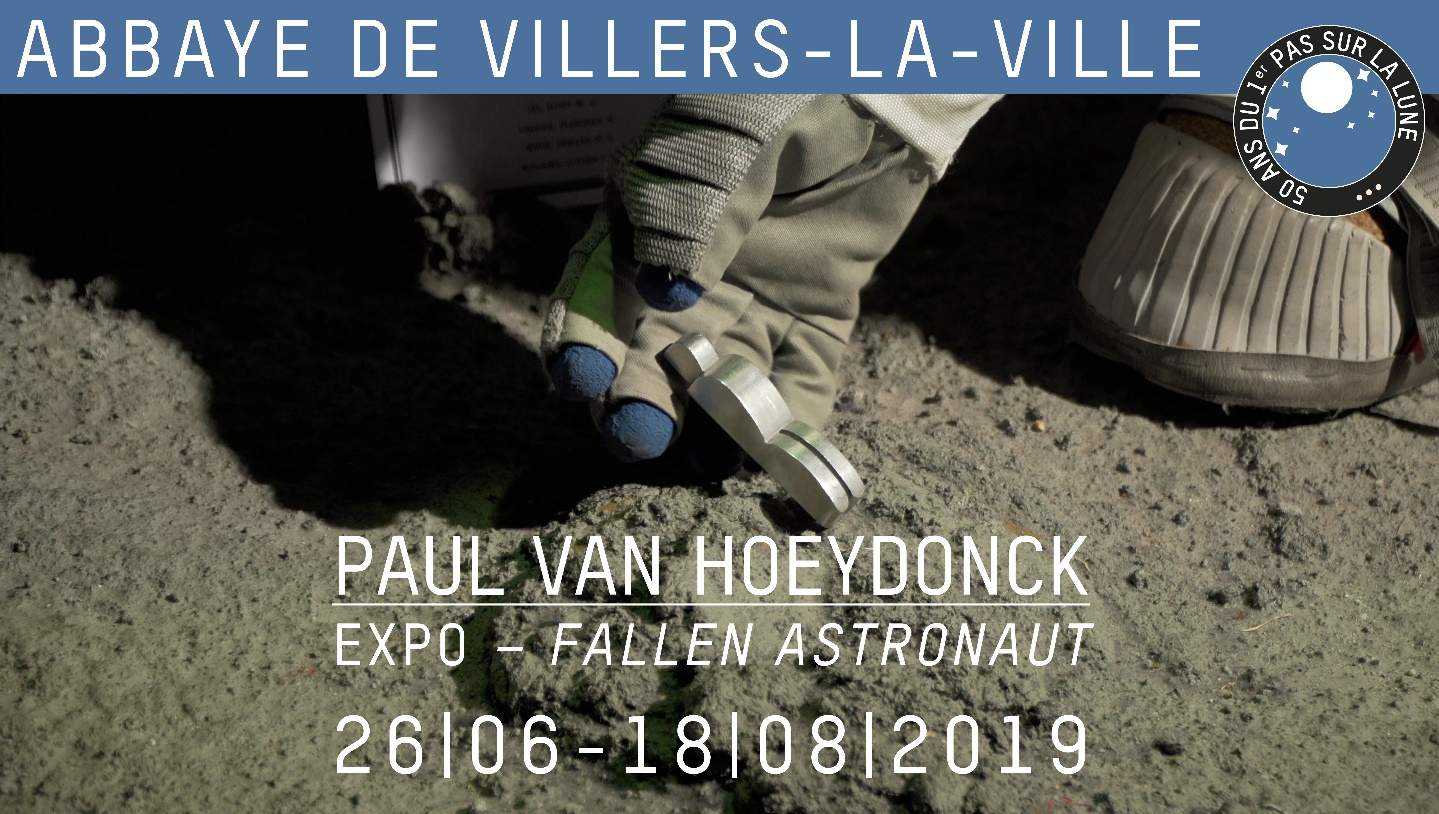 ABBAYE DE VILLERS-LA-VILLE
50 ANS DU 1er PAS SUR LA LUNE ...
PAUL VAN HOEYDONCK
EXPO – FALLEN ASTRONAUT
26|06-18|08|2019